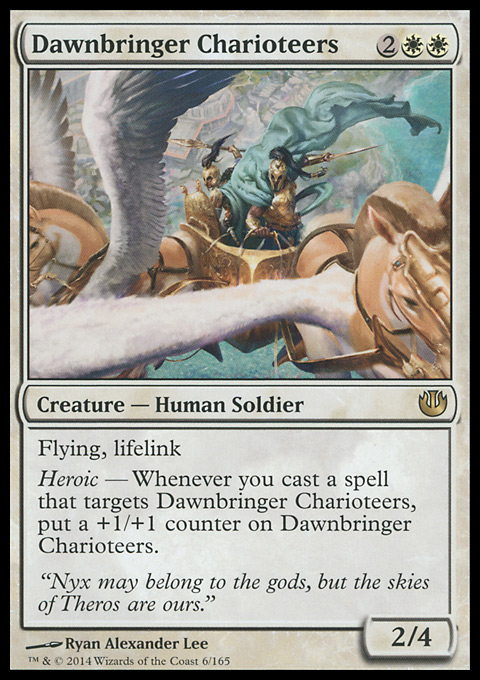 Dawnbringer Charioteers 2
Creature — Human Soldier
Flying, lifelink
Heroic — Whenever you cast a spell
that targets Dawnbringer Charioteers,
put a +1/+1 counter on Dawnbringer
Charioteers.
“Nyx may belong to the gods, but the skies
of Theros are ours.”
2/4
Ryan Alexander Lee
™ & © 2014 Wizards of the Coast 6/165